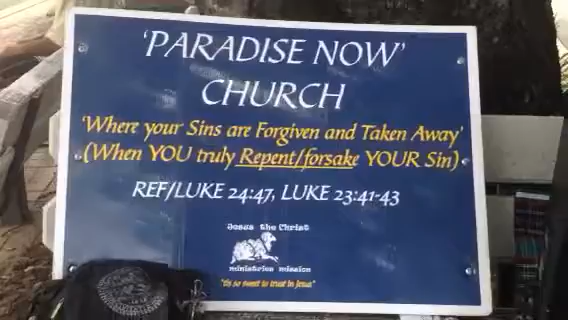 'PARADISE NOW'
CHURCH
'Where your Sins are Forgiven and Taken Away'
(When YOU truly Repent/forsake YOUR Sin)
REF/LUKE 24:47, LUKE 23:41-43
Jesus the Christ
ministries mission
"tis so sweet to trust in Jesus"